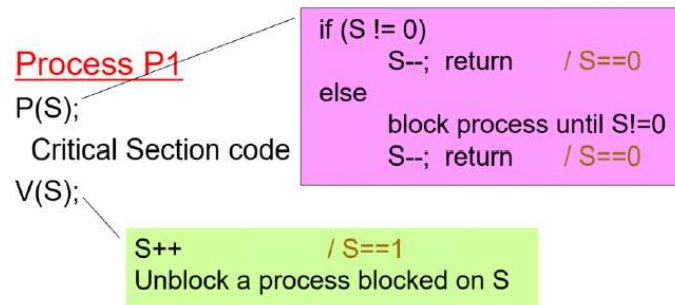 Process P1
P(S);
Critical Section code
V(S);
if (S != 0)
S--; return / S==0
else
block process until S!=0
S--; return / S==0
S++ / S==1
Unblock a process blocked on S